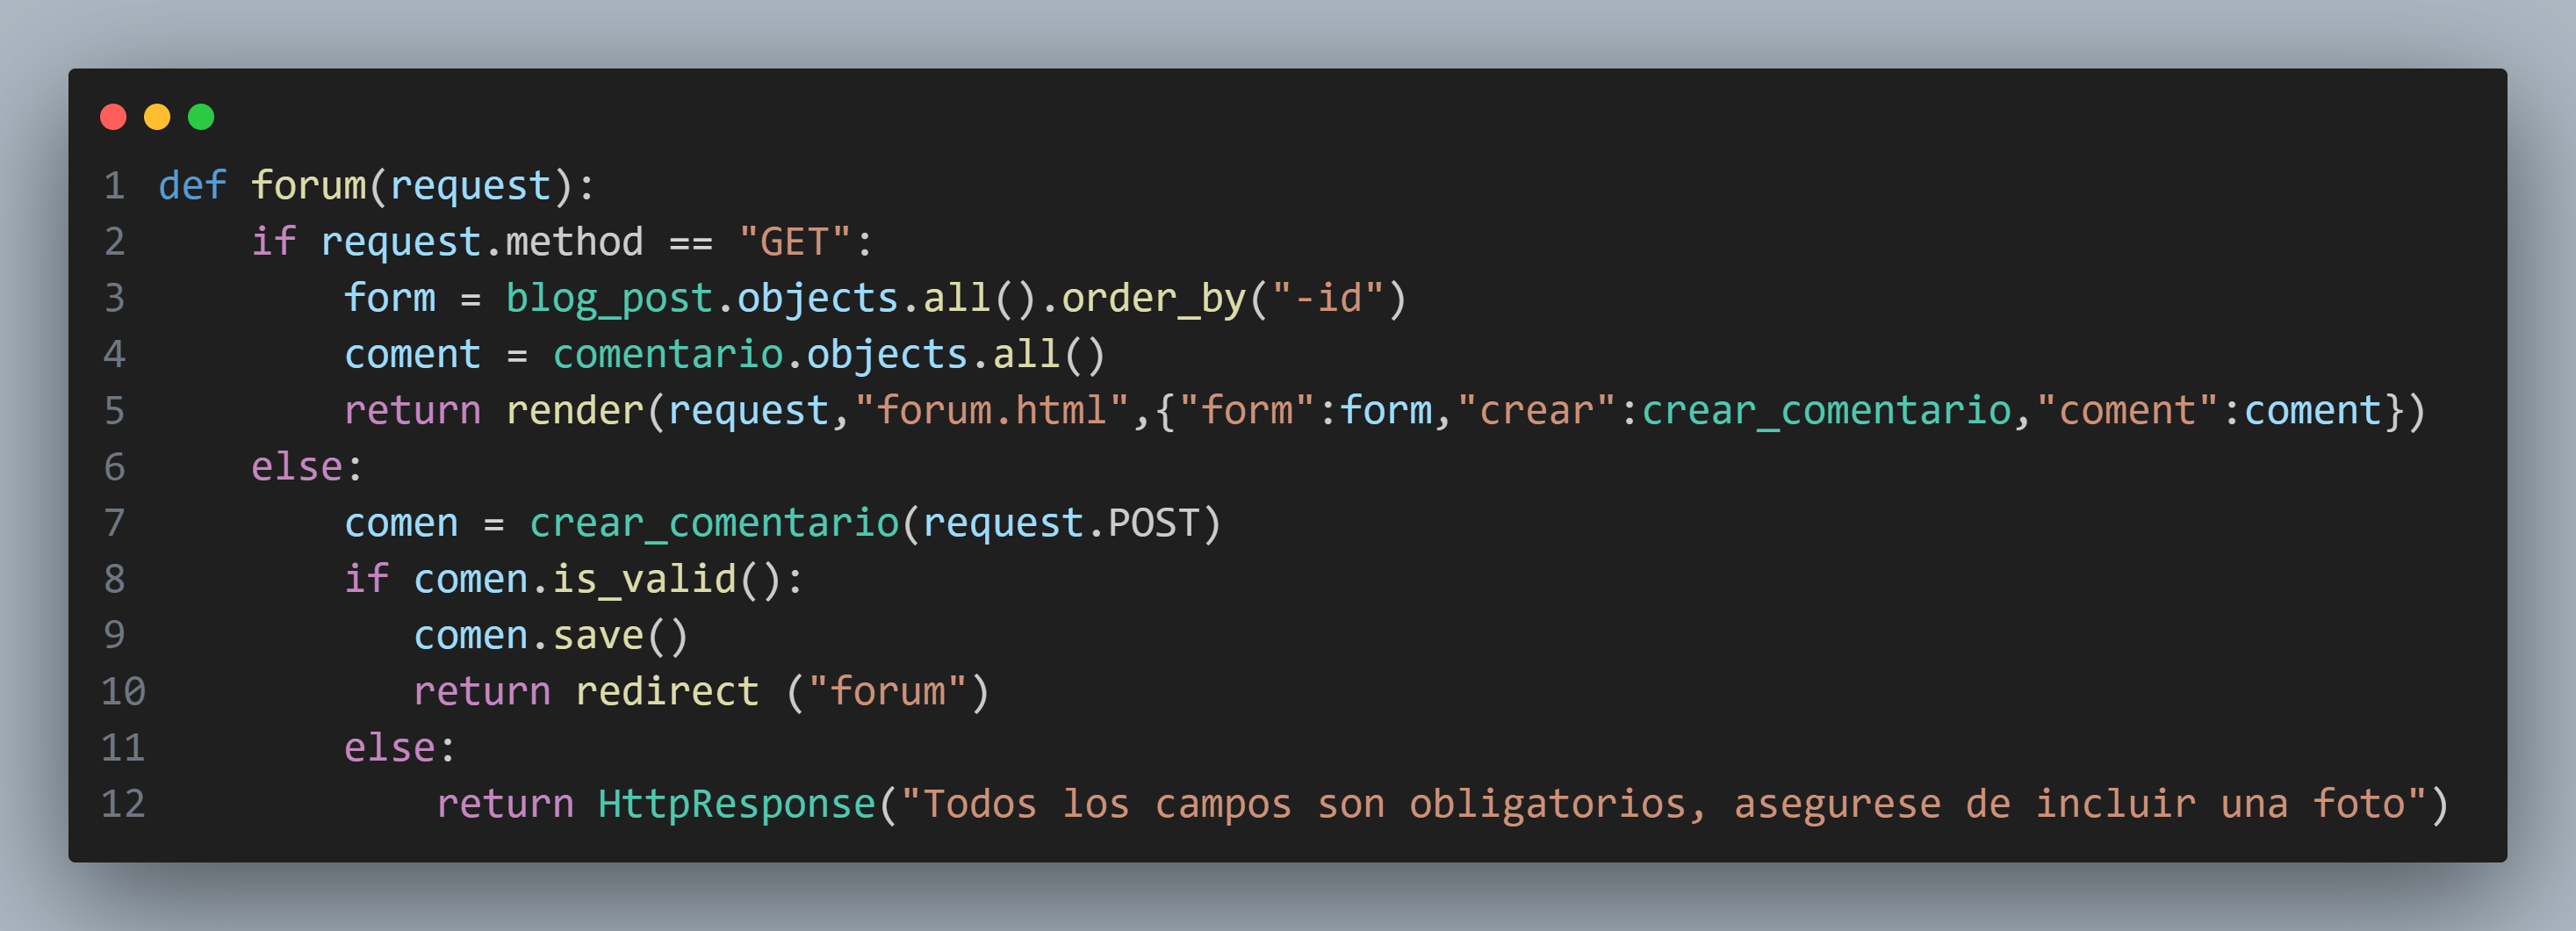 1 def forum(request):
2     if request.method == "GET":
3         form = blog_post.objects.all().order_by("-id")
4         coment = comentario.objects.all()
5         return render(request,"forum.html",{"form":form,"crear":crear_comentario,"coment":coment})
6     else:
7         comen = crear_comentario(request.POST)
8         if comen.is_valid():
9            comen.save()
10            return redirect ("forum")
11         else:
12             return HttpResponse("Todos los campos son obligatorios, asegurese de incluir una foto")